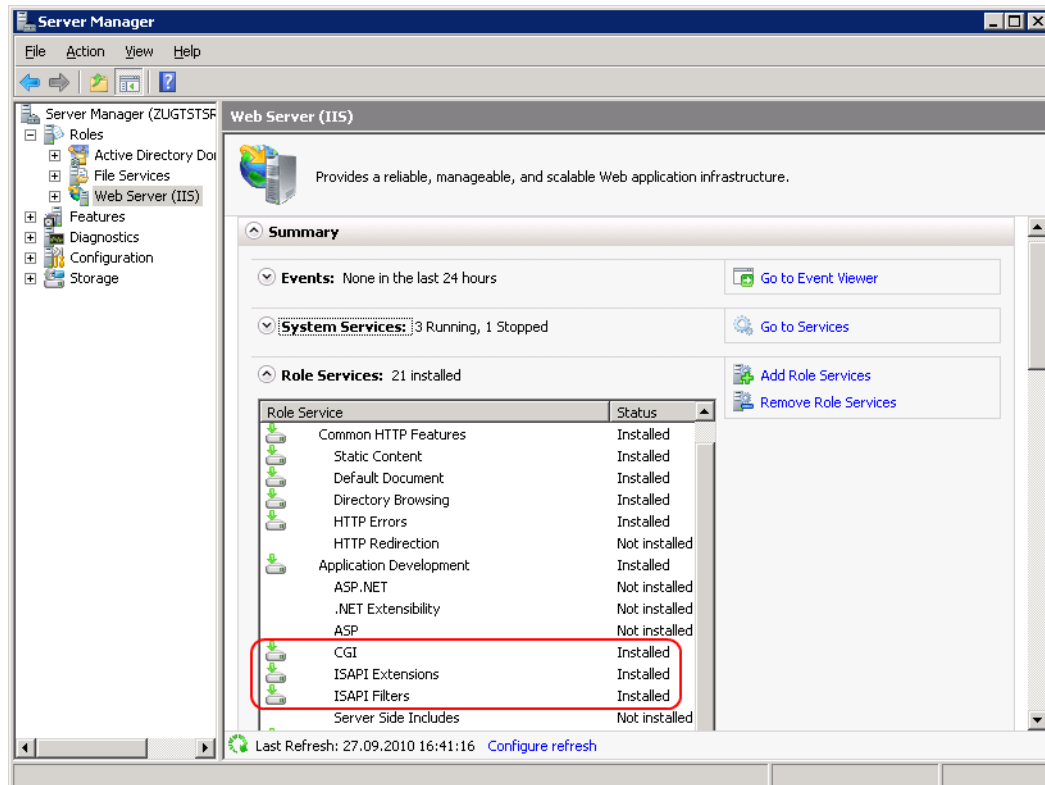 Server Manager
File Action View Help
Server Manager (ZUGTSTSR
Roles
Active Directory Dor
File Services
Web Server (IIS)
Features
Diagnostics
Configuration
Storage
Web Server (IIS)
Provides a reliable, manageable, and scalable Web application infrastructure.
Summary
Events: None in the last 24 hours
Go to Event Viewer
System Services: 3 Running, 1 Stopped
Go to Services
Role Services: 21 installed
Add Role Services
Remove Role Services
Role Service Status
Common HTTP Features Installed
Static Content Installed
Default Document Installed
Directory Browsing Installed
HTTP Errors Installed
HTTP Redirection Not installed
Application Development Installed
ASP.NET Not installed
.NET Extensibility Not installed
ASP Not installed
CGI Installed
ISAPI Extensions Installed
ISAPI Filters Installed
Server Side Includes Not installed
Last Refresh: 27.09.2010 16:41:16 Configure refresh